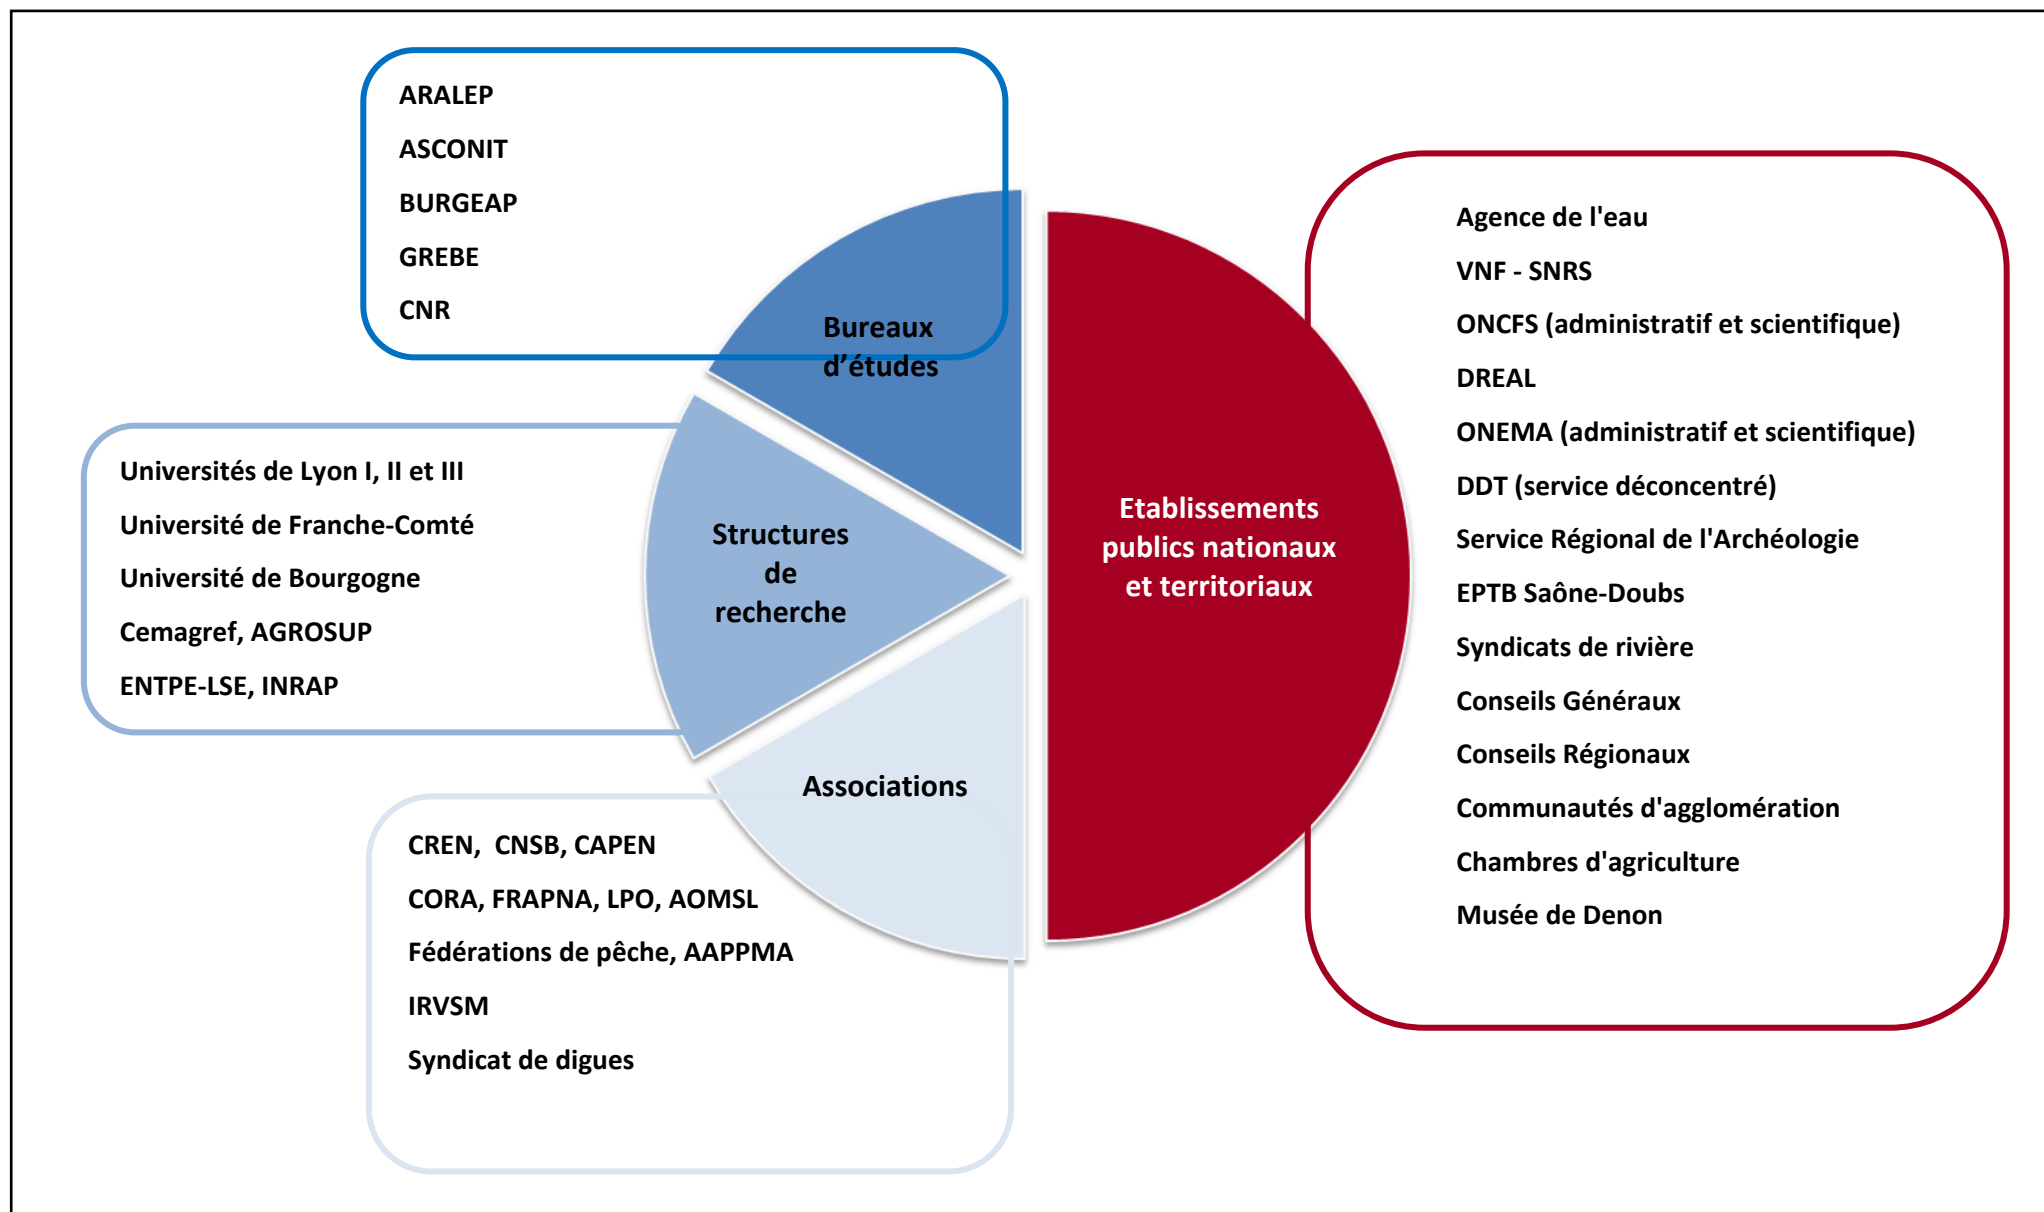 ARALEP
ASCONIT
BURGEAP
GREBE
CNR
Bureaux
d’études
Universités de Lyon I, II et III
Université de Franche-Comté
Université de Bourgogne
Cemagref, AGROSUP
ENTPE-LSE, INRAP
Structures
de
recherche
Associations
CREN,  CNSB, CAPEN
CORA, FRAPNA, LPO, AOMSL
Fédérations de pêche, AAPPMA
IRVSM
Syndicat de digues
Etablissements
publics nationaux
et territoriaux
Agence de l'eau
VNF - SNRS
ONCFS (administratif et scientifique)
DREAL
ONEMA (administratif et scientifique)
DDT (service déconcentré)
Service Régional de l'Archéologie
EPTB Saône-Doubs
Syndicats de rivière
Conseils Généraux
Conseils Régionaux
Communautés d'agglomération
Chambres d'agriculture
Musée de Denon